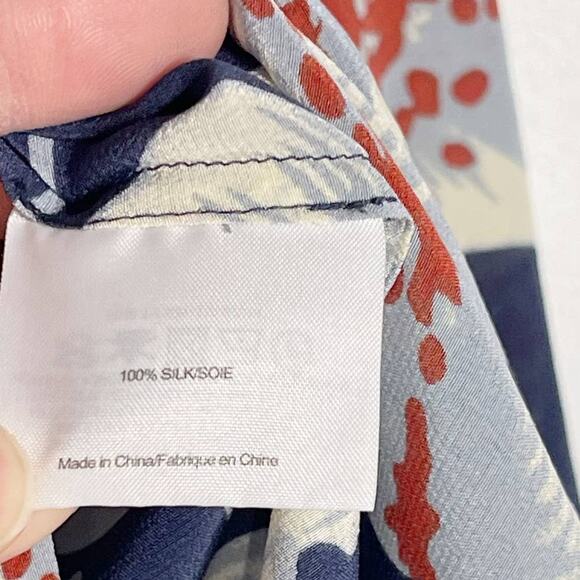 100% SILK/SOIE
Made in China/Fabrique en Chine